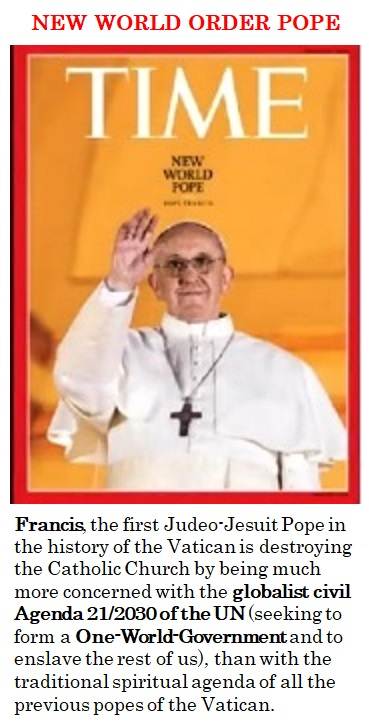 NEW WORLD ORDER POPE
TIME
NEW
WORLD
POPE
POPE FRANCIS
Francis, the first Judeo-Jesuit Pope in
the history of the Vatican is destroying
the Catholic Church by being much
more concerned with the globalist civil
Agenda 21/2030 of the UN (seeking to
form a One-World-Government and to
enslave the rest of us), than with the
traditional spiritual agenda of all the
previous popes of the Vatican.